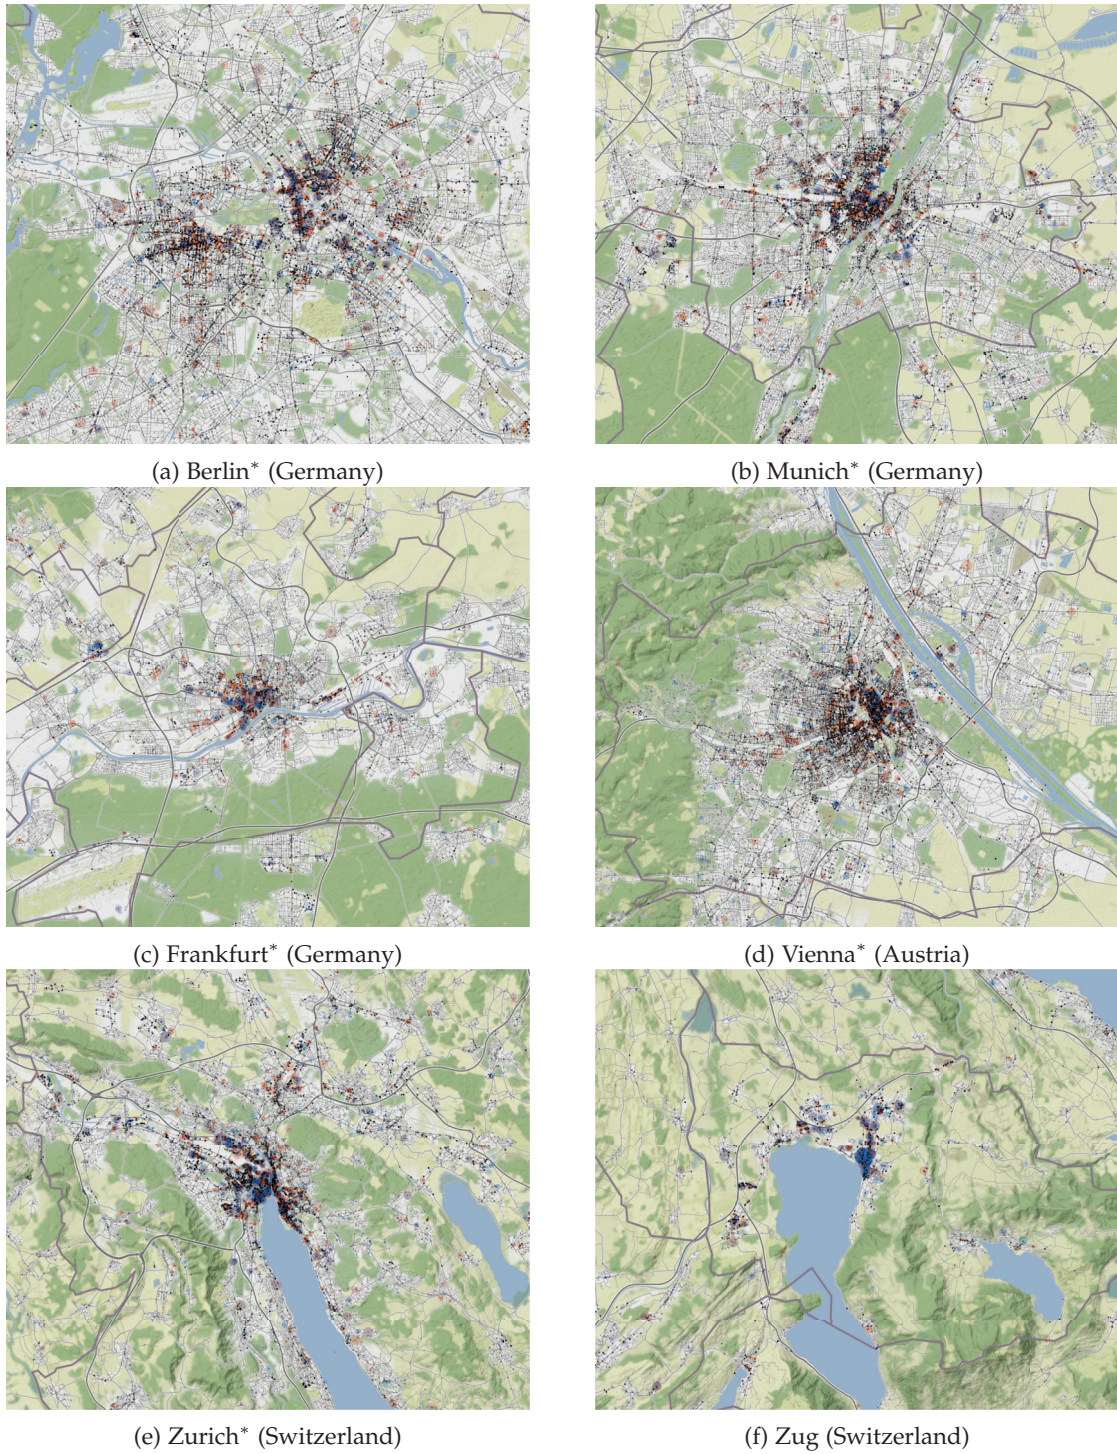 (a) Berlin* (Germany)
(b) Munich* (Germany)
(c) Frankfurt* (Germany)
(d) Vienna* (Austria)
(e) Zurich* (Switzerland)
(f) Zug (Switzerland)